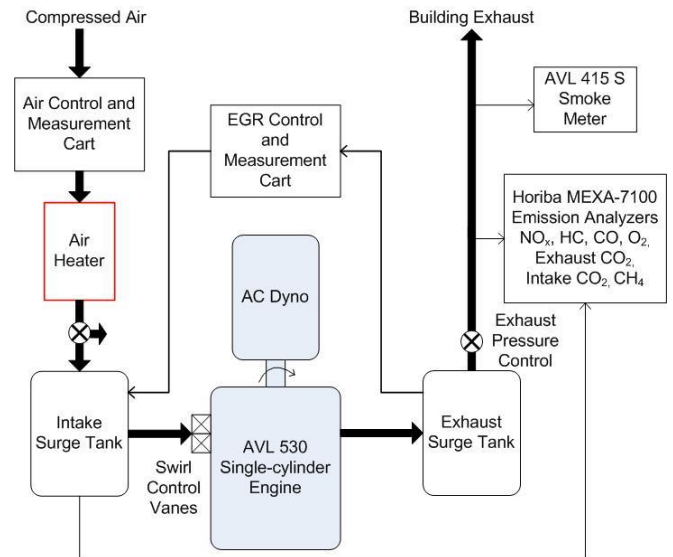 Compressed Air
Building Exhaust
Air Control and
Measurement
Cart
EGR Control
and
Measurement
Cart
AVL 415 S
Smoke
Meter
Air
Heater
Horiba MEXA-7100
Emission Analyzers
NOₓ, HC, CO, O₂,
Exhaust CO₂,
Intake CO₂, CH₄
AC Dyno
Exhaust
Pressure
Control
Intake
Surge Tank
Swirl
Control
Vanes
AVL 530
Single-cylinder
Engine
Exhaust
Surge Tank